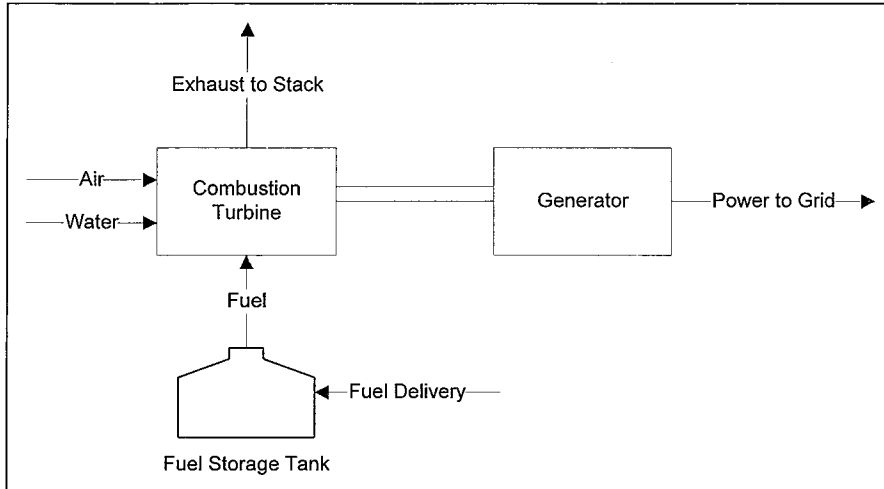 Exhaust to Stack
Air
Water
Combustion
Turbine
Generator
Power to Grid
Fuel
Fuel Delivery
Fuel Storage Tank